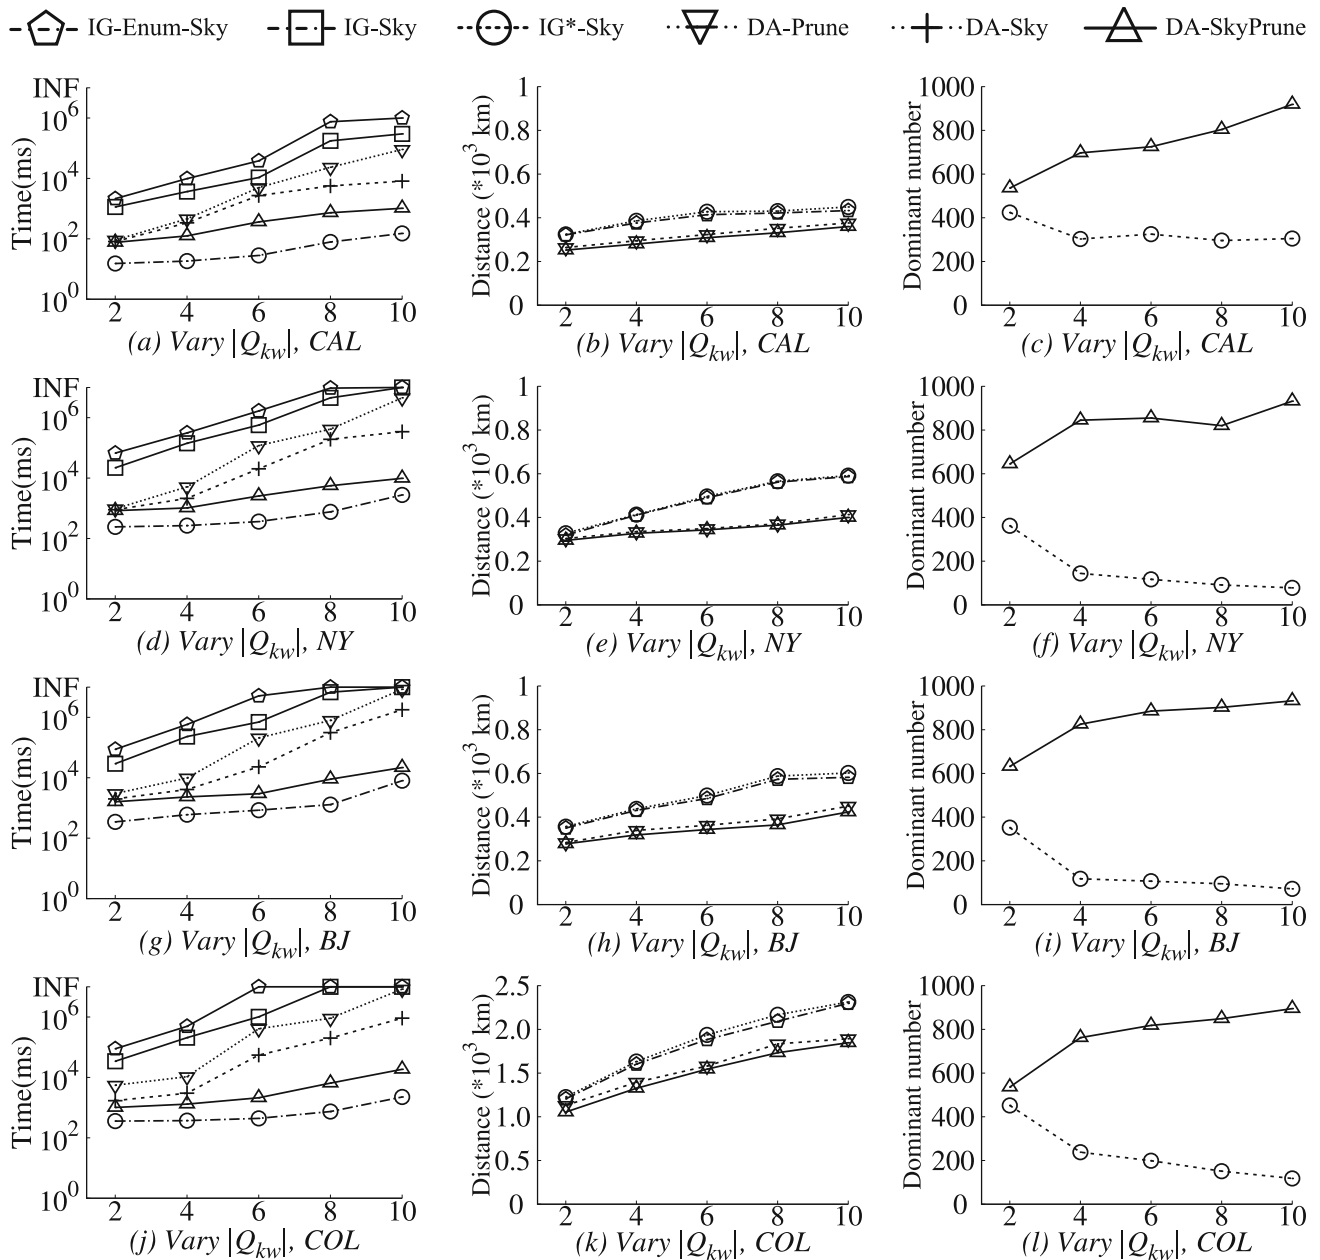 IG-Enum-Sky IG-Sky IG*-Sky DA-Prune DA-Sky DA-SkyPrune
Time(ms)
INF
10^6
10^4
10^2
10^0
2 4 6 8 10
(a) Vary |Q_kw|, CAL
Distance (*10^3 km)
1
0.8
0.6
0.4
0.2
0
2 4 6 8 10
(b) Vary |Q_kw|, CAL
Dominant number
1000
800
600
400
200
0
2 4 6 8 10
(c) Vary |Q_kw|, CAL
Time(ms)
INF
10^6
10^4
10^2
10^0
2 4 6 8 10
(d) Vary |Q_kw|, NY
Distance (*10^3 km)
1
0.8
0.6
0.4
0.2
0
2 4 6 8 10
(e) Vary |Q_kw|, NY
Dominant number
1000
800
600
400
200
0
2 4 6 8 10
(f) Vary |Q_kw|, NY
Time(ms)
INF
10^6
10^4
10^2
10^0
2 4 6 8 10
(g) Vary |Q_kw|, BJ
Distance (*10^3 km)
1
0.8
0.6
0.4
0.2
0
2 4 6 8 10
(h) Vary |Q_kw|, BJ
Dominant number
1000
800
600
400
200
0
2 4 6 8 10
(i) Vary |Q_kw|, BJ
Time(ms)
INF
10^6
10^4
10^2
10^0
2 4 6 8 10
(j) Vary |Q_kw|, COL
Distance (*10^3 km)
2.5
2.0
1.5
1.0
0.5
0
2 4 6 8 10
(k) Vary |Q_kw|, COL
Dominant number
1000
800
600
400
200
0
2 4 6 8 10
(l) Vary |Q_kw|, COL